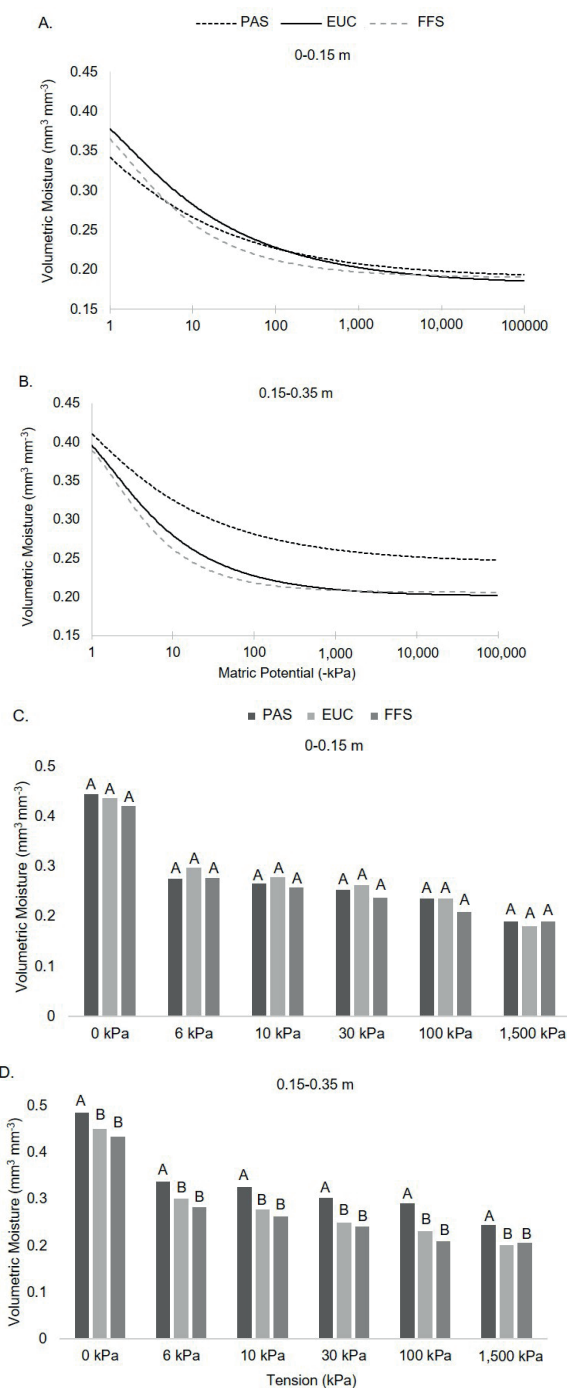 A.
PAS EUC FFS
0-0.15 m
Volumetric Moisture (mm³ mm⁻³)
0.45
0.40
0.35
0.30
0.25
0.20
0.15
1 10 100 1,000 10,000 100000
B.
0.15-0.35 m
Volumetric Moisture (mm³ mm⁻³)
0.45
0.40
0.35
0.30
0.25
0.20
0.15
1 10 100 1,000 10,000 100,000
Matric Potential (-kPa)
C.
PAS EUC FFS
0-0.15 m
Volumetric Moisture (mm³ mm⁻³)
0.5
0.4
0.3
0.2
0.1
0
A A A A A A A A A A A A A A A A A A
0 kPa 6 kPa 10 kPa 30 kPa 100 kPa 1,500 kPa
D.
0.15-0.35 m
Volumetric Moisture (mm³ mm⁻³)
0.5
0.4
0.3
0.2
0.1
0
A B B A B B A B B A B B A B B A B B
0 kPa 6 kPa 10 kPa 30 kPa 100 kPa 1,500 kPa
Tension (kPa)